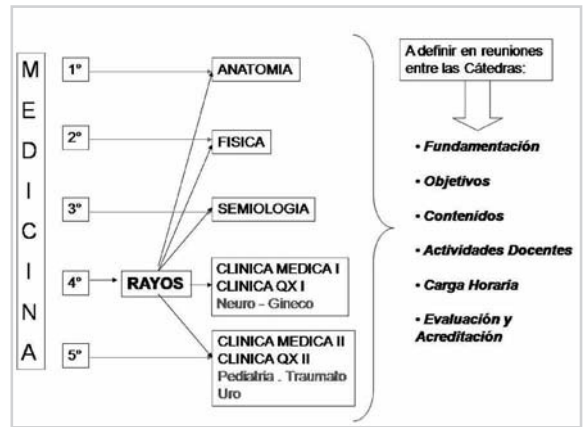 MEDICINA
1º
ANATOMIA
2º
FISICA
3º
SEMIOLOGIA
4º
RAYOS
CLINICA MEDICA I
CLINICA QX I
Neuro - Gineco
5º
CLINICA MEDICA II
CLINICA QX II
Pediatría . Traumato
Uro
A definir en reuniones
entre las Cátedras:
• Fundamentación
• Objetivos
• Contenidos
• Actividades Docentes
• Carga Horaria
• Evaluación y
Acreditación